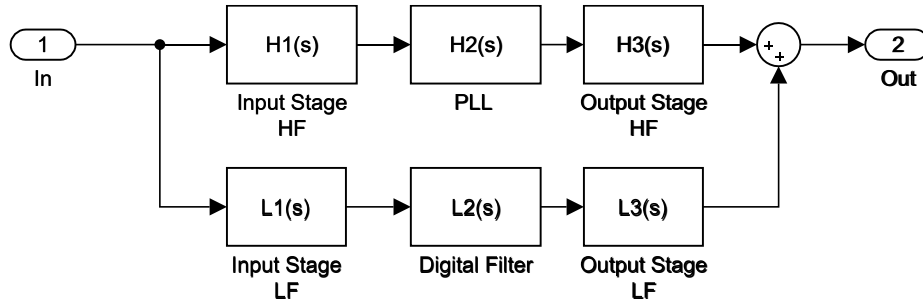 1
In
H1(s)
Input Stage
HF
H2(s)
PLL
H3(s)
Output Stage
HF
+
+
2
Out
L1(s)
Input Stage
LF
L2(s)
Digital Filter
L3(s)
Output Stage
LF